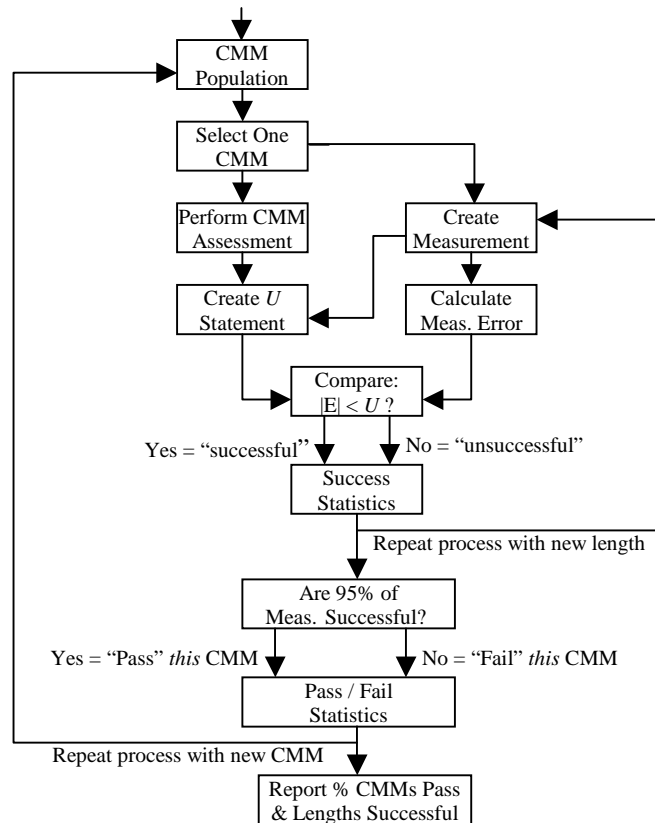 CMM
Population
Select One
CMM
Perform CMM
Assessment
Create
Measurement
Create U
Statement
Calculate
Meas. Error
Compare:
|E| < U ?
Yes = “successful”
No = “unsuccessful”
Success
Statistics
Repeat process with new length
Are 95% of
Meas. Successful?
Yes = “Pass” this CMM
No = “Fail” this CMM
Pass / Fail
Statistics
Repeat process with new CMM
Report % CMMs Pass
& Lengths Successful